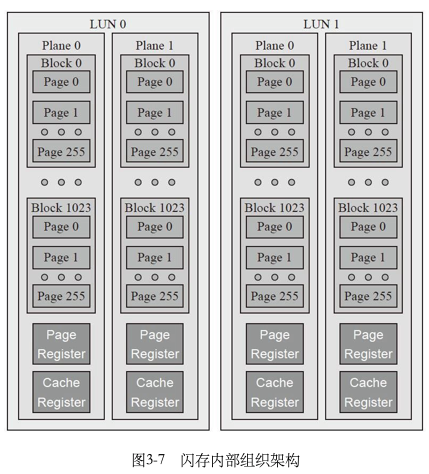 LUN 0
Plane 0
Block 0
Page 0
Page 1
Page 255
Block 1023
Page 0
Page 1
Page 255
Page
Register
Cache
Register
Plane 1
Block 0
Page 0
Page 1
Page 255
Block 1023
Page 0
Page 1
Page 255
Page
Register
Cache
Register
LUN 1
Plane 0
Block 0
Page 0
Page 1
Page 255
Block 1023
Page 0
Page 1
Page 255
Page
Register
Cache
Register
Plane 1
Block 0
Page 0
Page 1
Page 255
Block 1023
Page 0
Page 1
Page 255
Page
Register
Cache
Register
图3-7 闪存内部组织架构